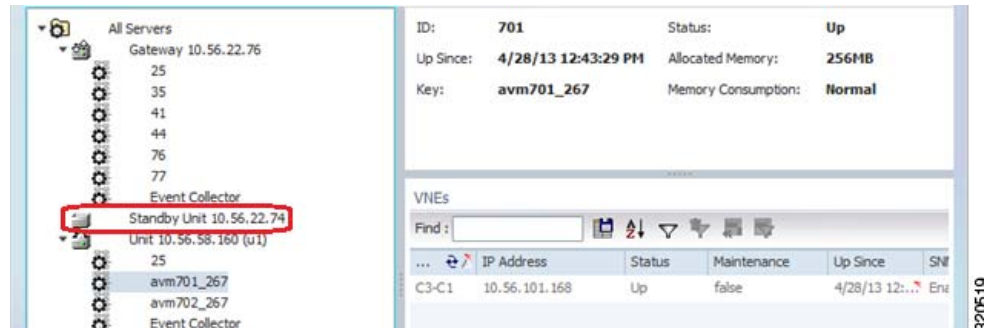 All Servers
Gateway 10.56.22.76
25
35
41
44
76
77
Event Collector
Standby Unit 10.56.22.74
Unit 10.56.58.160 (u1)
25
avm701_267
avm702_267
Event Collector
ID: 701 Status: Up
Up Since: 4/28/13 12:43:29 PM Allocated Memory: 256MB
Key: avm701_267 Memory Consumption: Normal
VNEs
Find :
... IP Address Status Maintenance Up Since
C3-C1 10.56.101.168 Up false 4/28/13 12:... Ena
320519